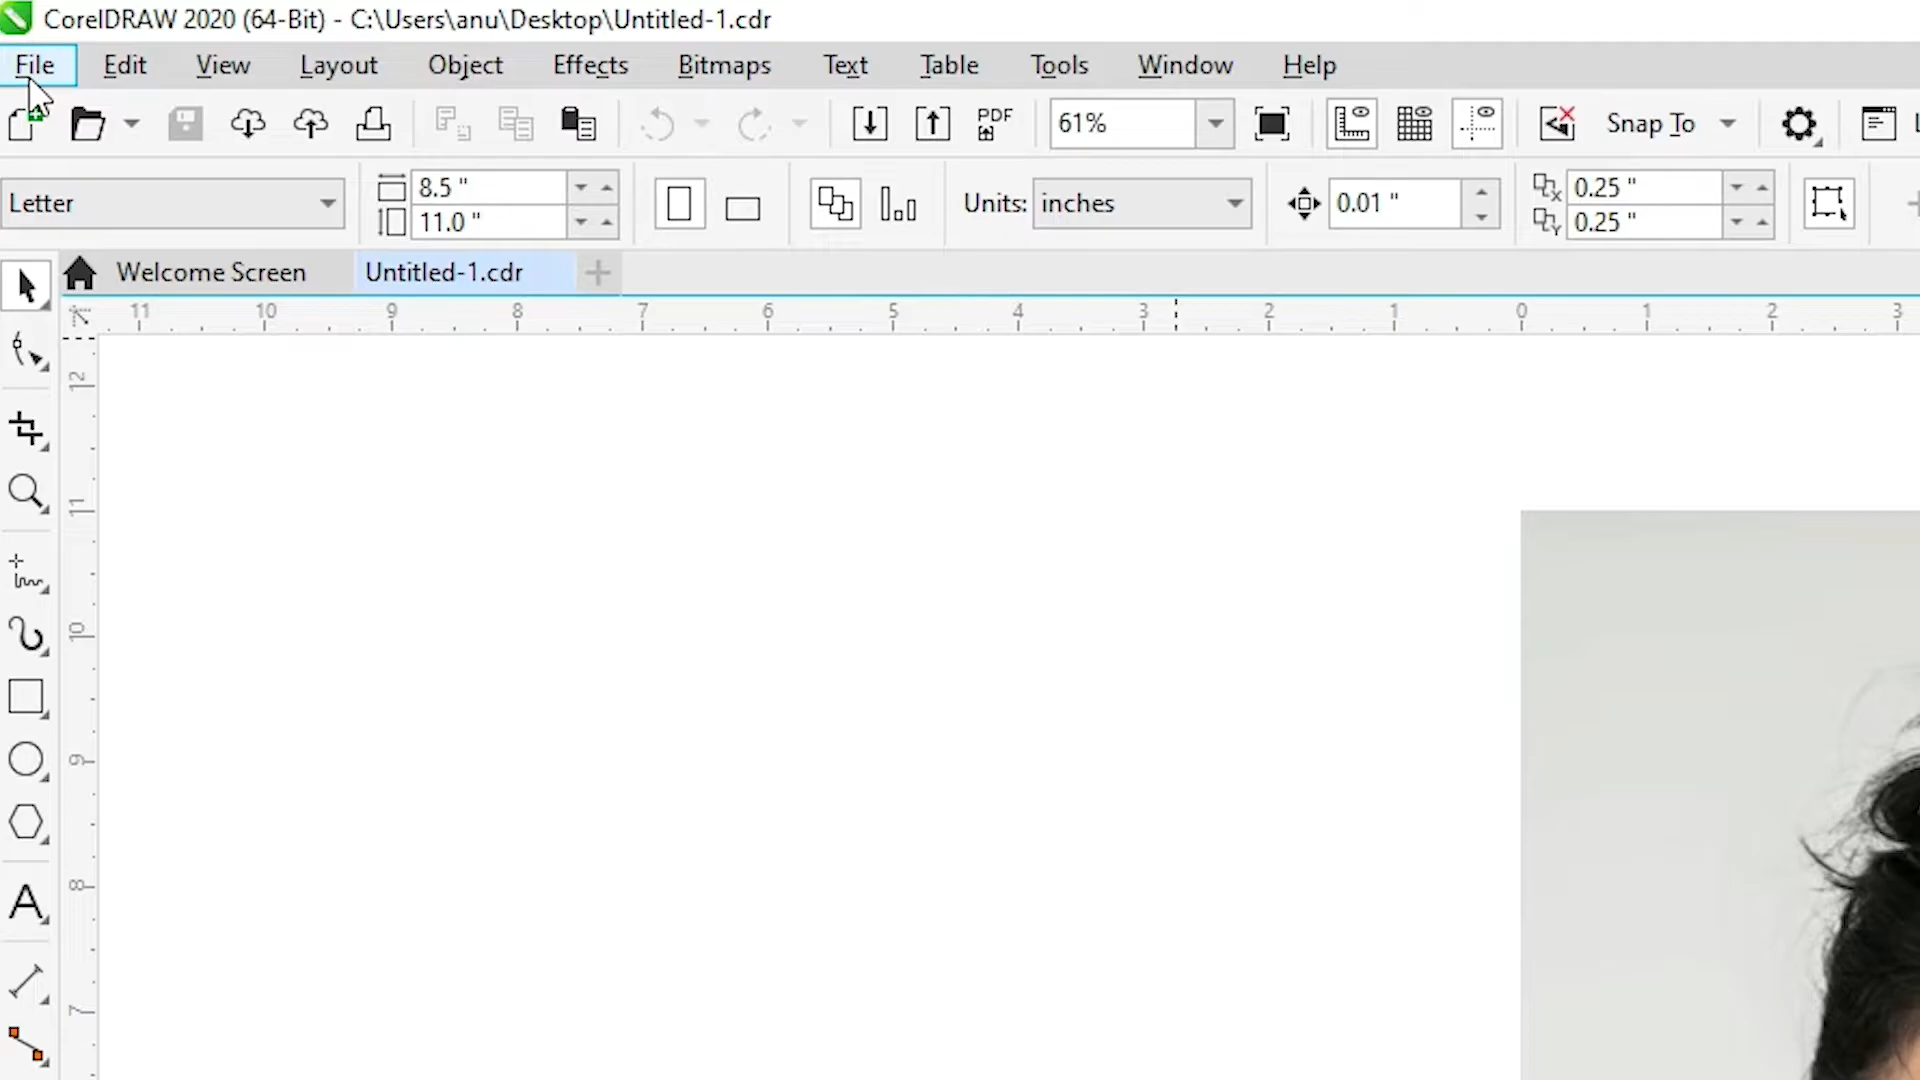 CorelDRAW 2020 (64-Bit) - C:\Users\anu\Desktop\Untitled-1.cdr
File Edit View Layout Object Effects Bitmaps Text Table Tools Window Help
PDF 61% Snap To
Letter 8.5 " 11.0 " Units: inches 0.01 " 0.25 " 0.25 "
Welcome Screen Untitled-1.cdr
11 10 9 8 7 6 5 4 3 2 1 0 1 2 3
12
11
10
9
8
7